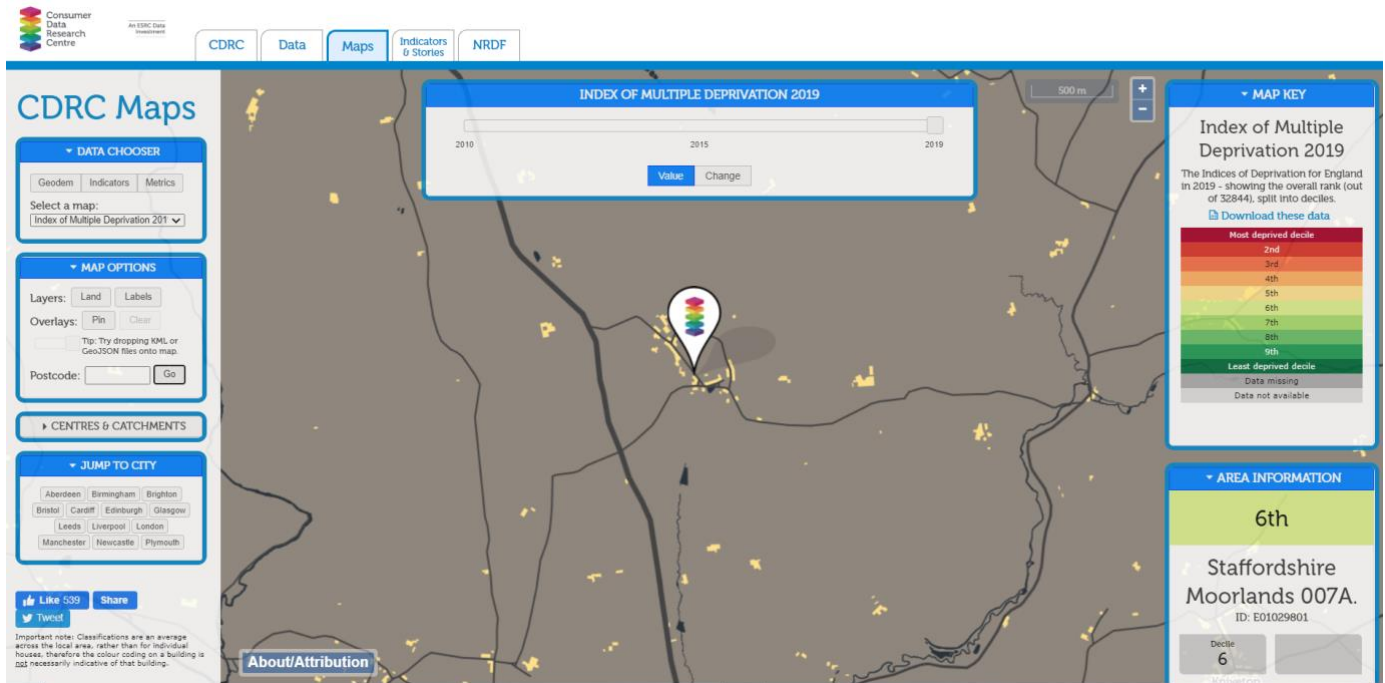 Consumer
Data
Research
Centre
An ESRC Data
Investment
CDRC
Data
Maps
Indicators
& Stories
NRDF
CDRC Maps
DATA CHOOSER
Geodem Indicators Metrics
Select a map:
Index of Multiple Deprivation 201
MAP OPTIONS
Layers: Land Labels
Overlays: Pin Clear
Tip: Try dropping KML or
GeoJSON files onto map.
Postcode: Go
CENTRES & CATCHMENTS
JUMP TO CITY
Aberdeen Birmingham Brighton
Bristol Cardiff Edinburgh Glasgow
Leeds Liverpool London
Manchester Newcastle Plymouth
Like 539 Share
Tweet
Important note: Classifications are an average
across the local area, rather than for individual
houses, therefore the colour coding on a building is
not necessarily indicative of that building.
INDEX OF MULTIPLE DEPRIVATION 2019
2010 2015 2019
Value Change
500 m
+
-
About/Attribution
MAP KEY
Index of Multiple
Deprivation 2019
The Indices of Deprivation for England
in 2019 - showing the overall rank (out
of 32844), split into deciles.
Download these data
Most deprived decile
2nd
3rd
4th
5th
6th
7th
8th
9th
Least deprived decile
Data missing
Data not available
AREA INFORMATION
6th
Staffordshire
Moorlands 007A.
ID: E01029801
Decile
6